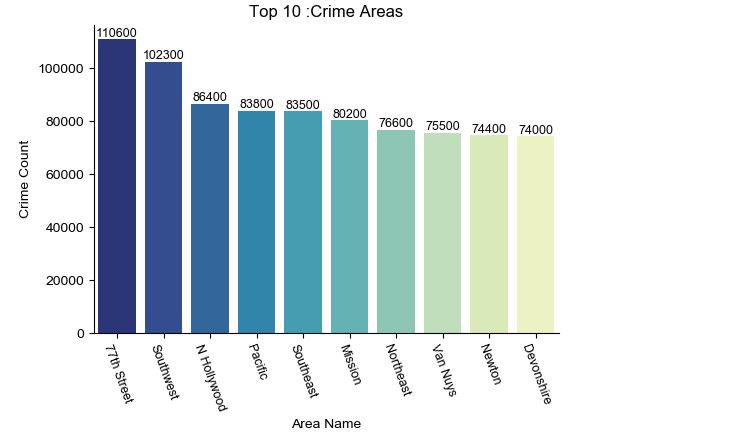 Top 10 :Crime Areas
110600
102300
86400
83800
83500
80200
76600
75500
74400
74000
Crime Count
100000
80000
60000
40000
20000
0
77th Street
Southwest
N Hollywood
Pacific
Southeast
Mission
Northeast
Van Nuys
Newton
Devonshire
Area Name